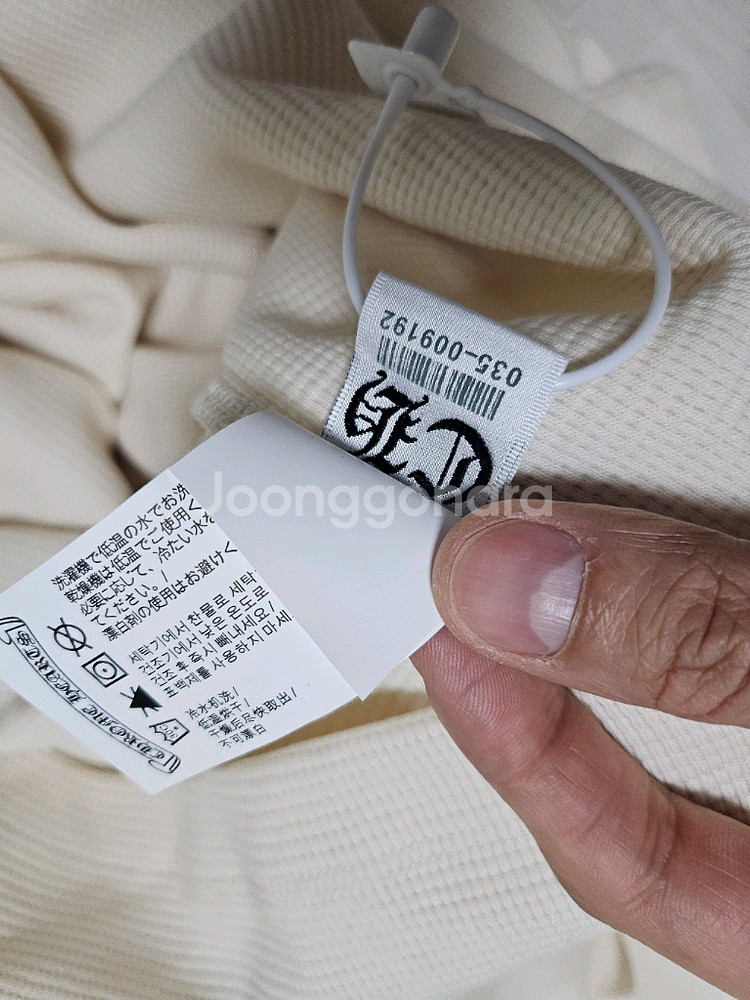 035-009192
Joonggonara
洗濯機で低温の水でお洗
乾燥機は低温でご使用く
必要に応じて、冷たい水を
てください。/
漂白剤の使用はお避けく
세탁기에서 찬물로 세탁
건조기에서 낮은 온도로
건조 후 즉시 빼내세요/
표백제를 사용하지 마세
冷水机洗/
低温烘干/
干燥后尽快取出/
不可漂白
CHROME HEARTS